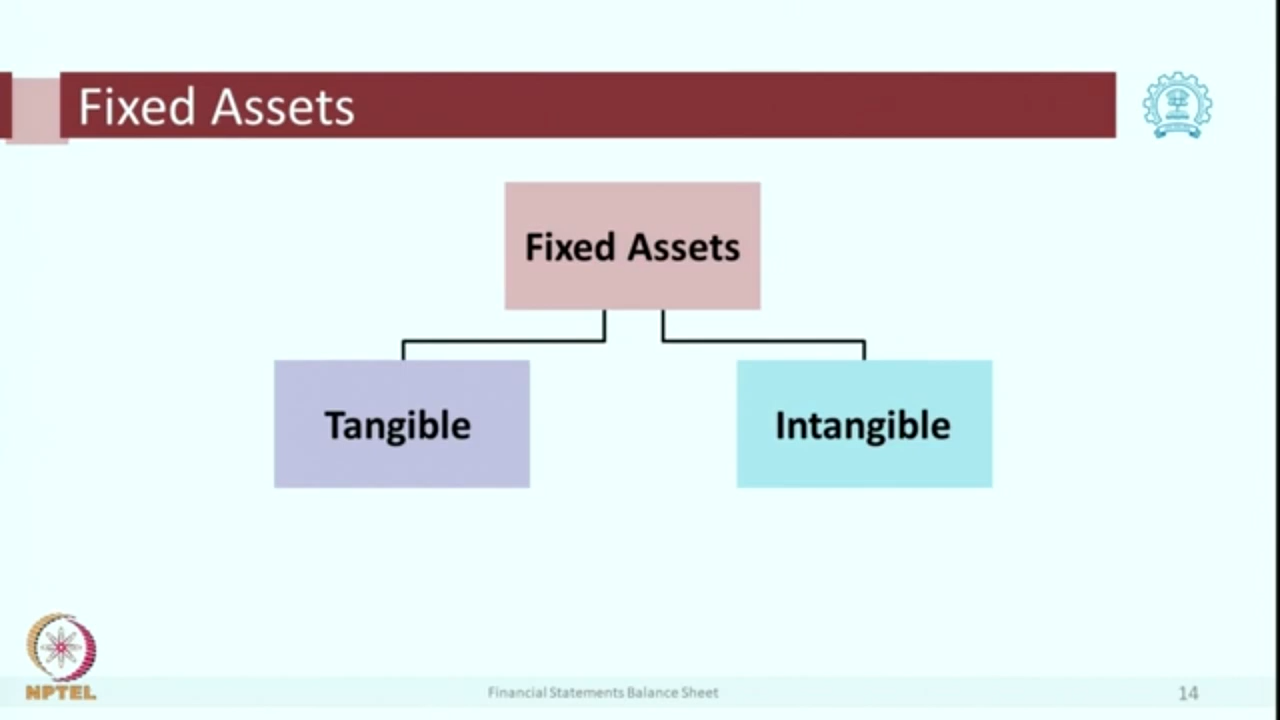 Fixed Assets
Fixed Assets
Tangible
Intangible
NPTEL
Financial Statements Balance Sheet
14